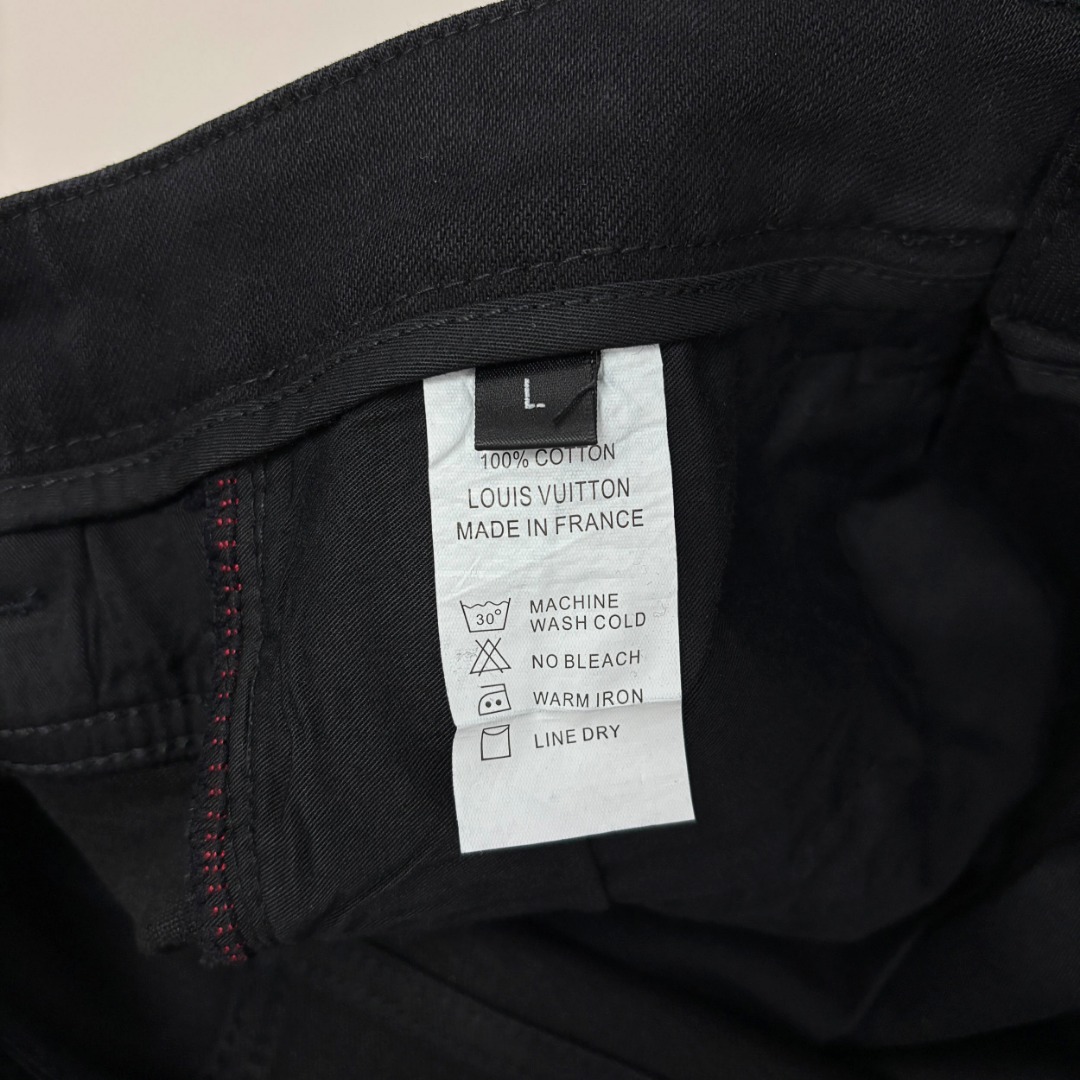 L
100% COTTON
LOUIS VUITTON
MADE IN FRANCE
30°
MACHINE
WASH COLD
NO BLEACH
WARM IRON
LINE DRY